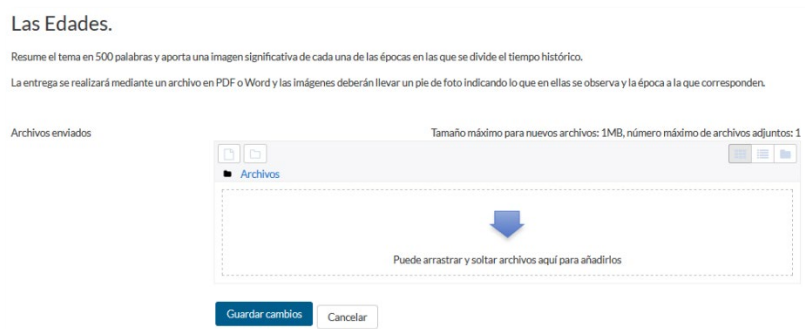 Las Edades.
Resume el tema en 500 palabras y aporta una imagen significativa de cada una de las épocas en las que se divide el tiempo histórico.
La entrega se realizará mediante un archivo en PDF o Word y las imágenes deberán llevar un pie de foto indicando lo que en ellas se observa y la época a la que corresponden.
Archivos enviados
Tamaño máximo para nuevos archivos: 1MB, número máximo de archivos adjuntos: 1
Archivos
Puede arrastrar y soltar archivos aquí para añadirlos
Guardar cambios
Cancelar